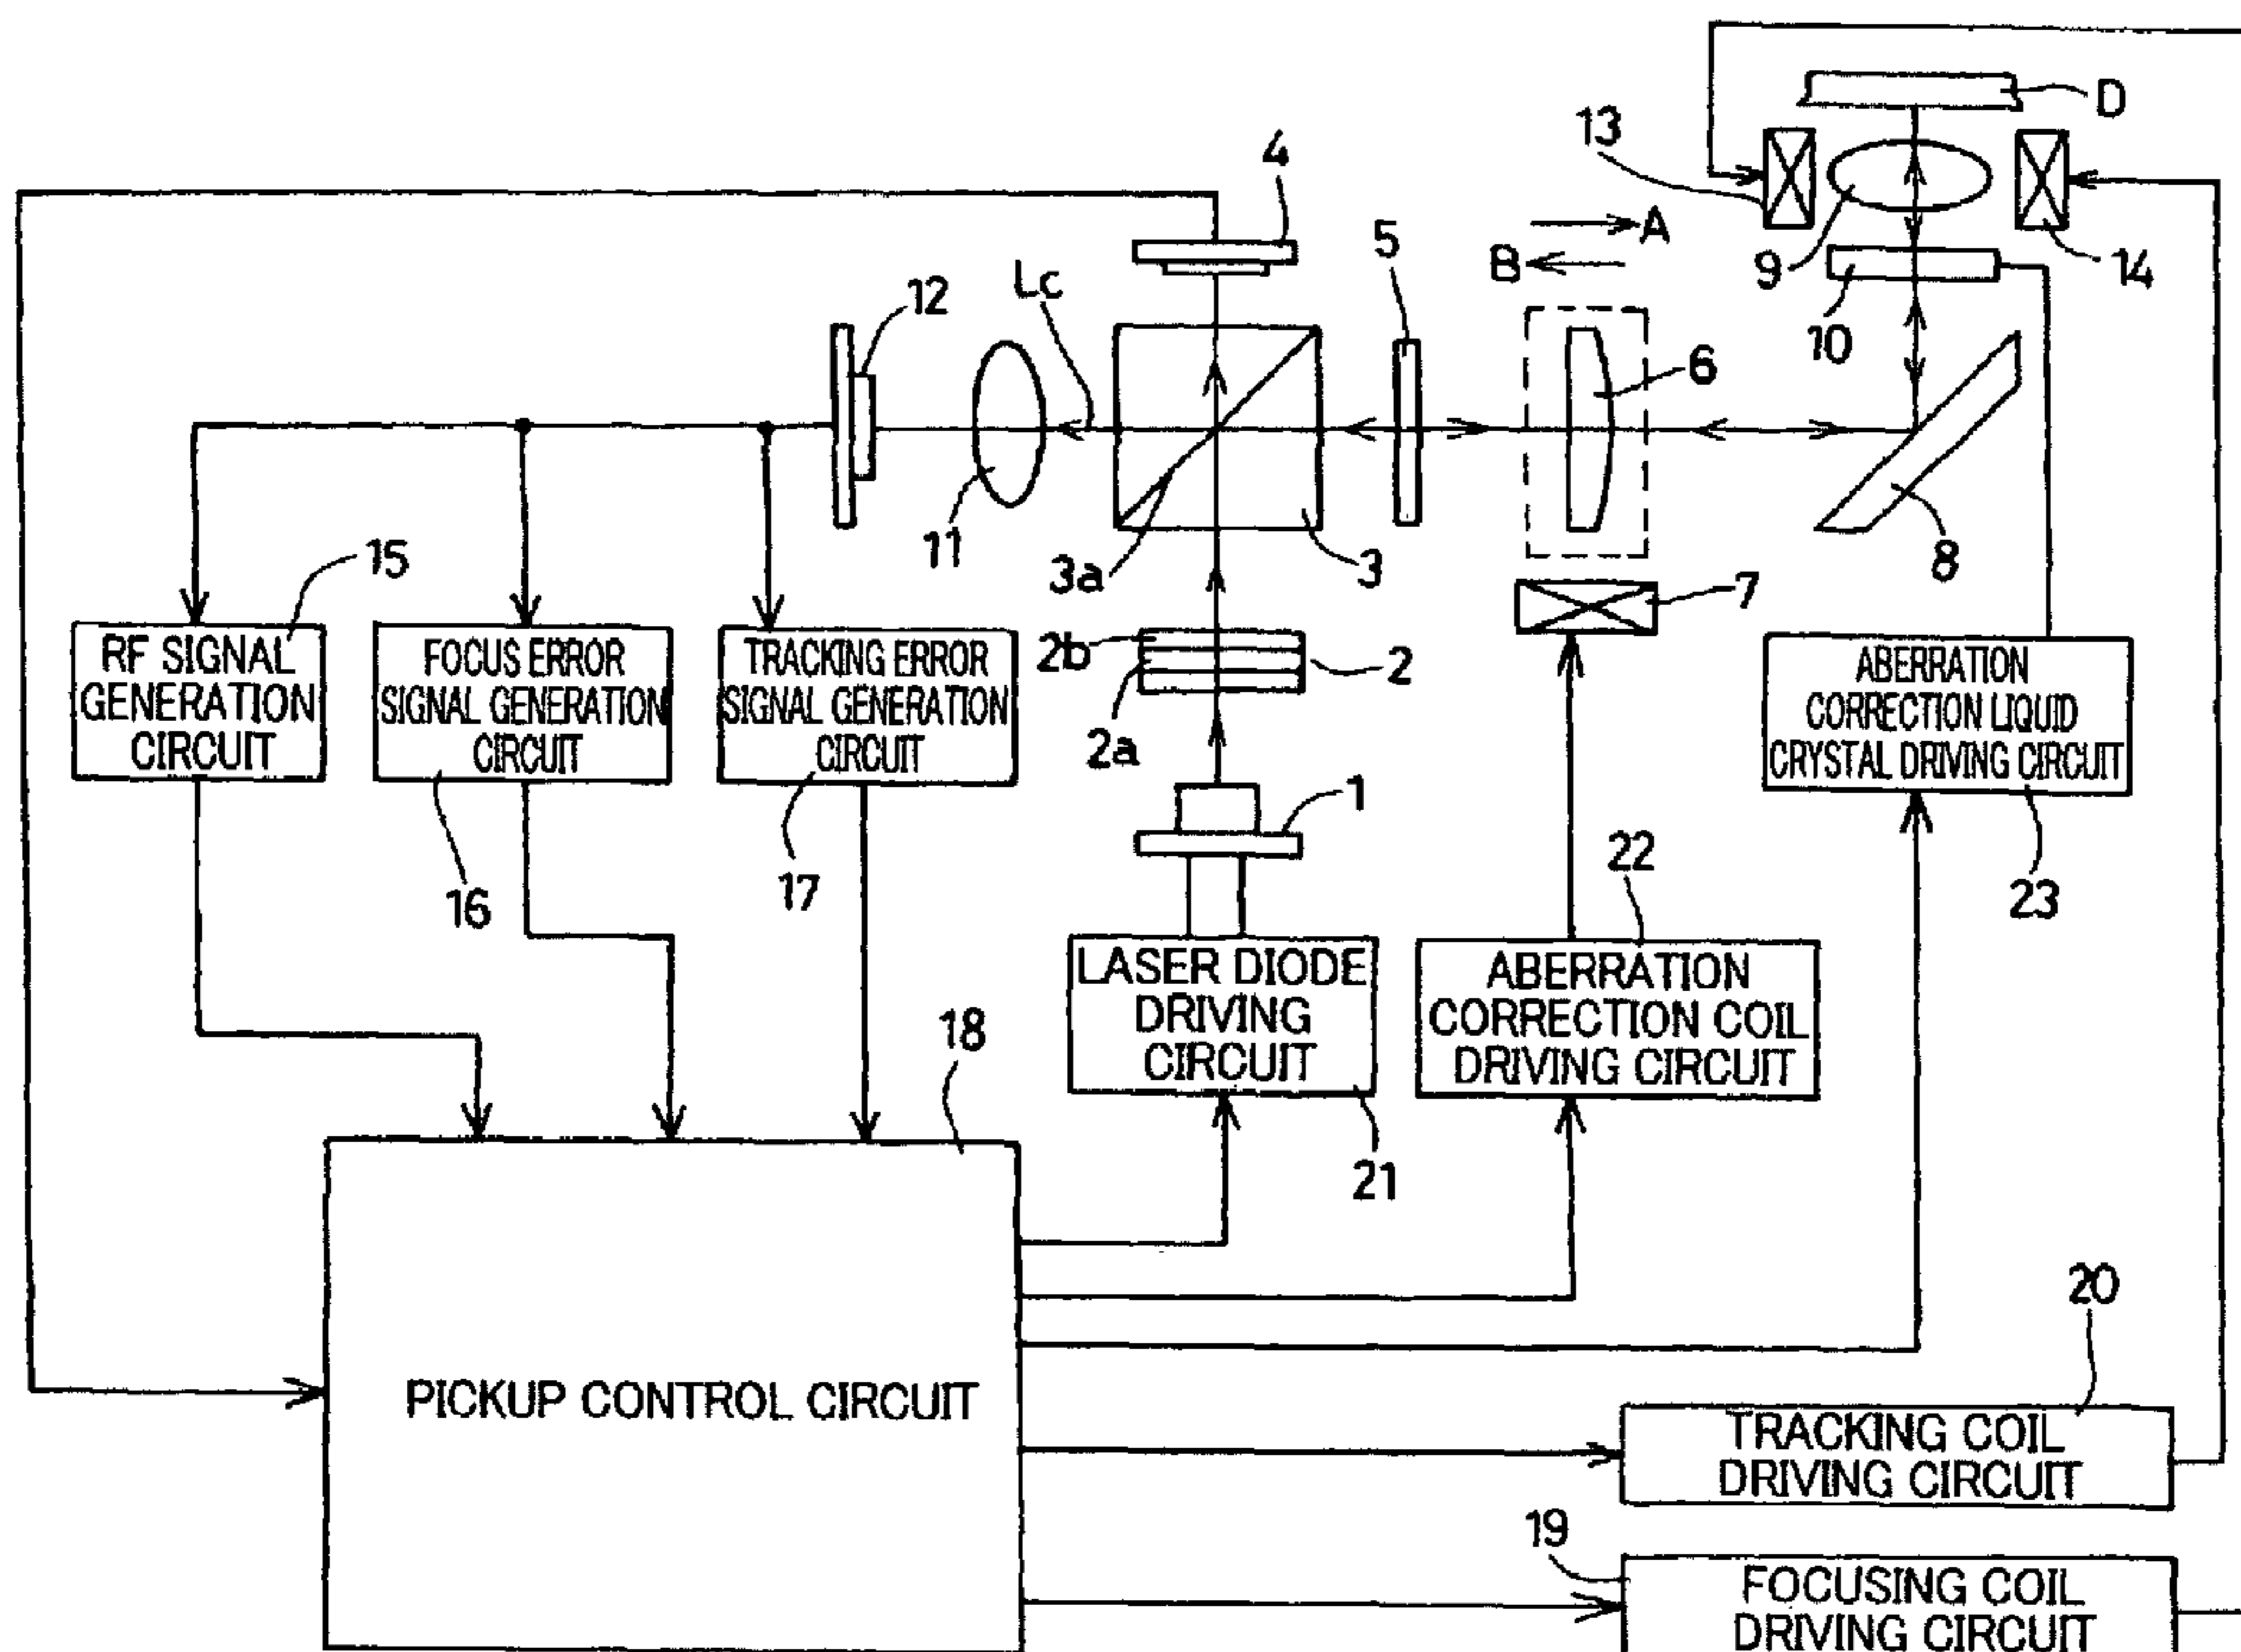 D
13
4
A
5
B
9
14
12
Lc
10
6
11
3a
3
8
15
7
RF SIGNAL
GENERATION
CIRCUIT
FOCUS ERROR
SIGNAL GENERATION
CIRCUIT
TRACKING ERROR
SIGNAL GENERATION
CIRCUIT
2b
2
2a
ABERRATION
CORRECTION LIQUID
CRYSTAL DRIVING CIRCUIT
1
16
17
22
23
LASER DIODE
DRIVING
CIRCUIT
ABERRATION
CORRECTION COIL
DRIVING CIRCUIT
18
21
20
PICKUP CONTROL CIRCUIT
TRACKING COIL
DRIVING CIRCUIT
19
FOCUSING COIL
DRIVING CIRCUIT